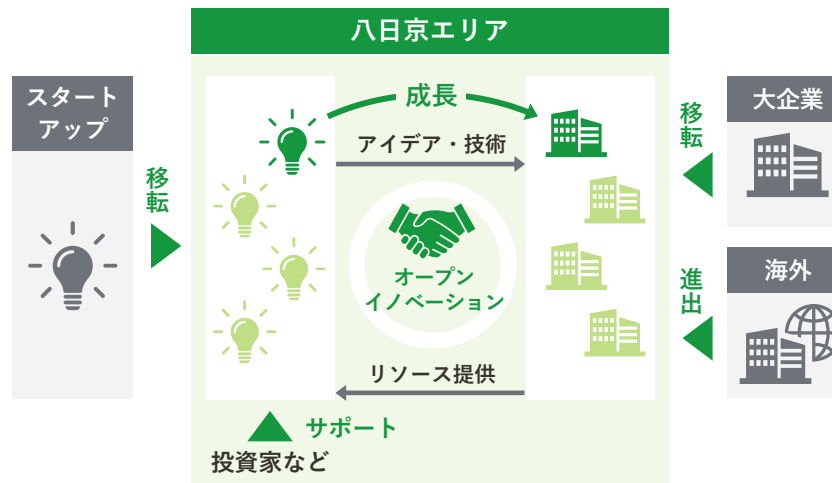 八日京エリア
スタート
アップ
移転
成長
アイデア・技術
オープン
イノベーション
リソース提供
サポート
投資家など
移転
大企業
進出
海外